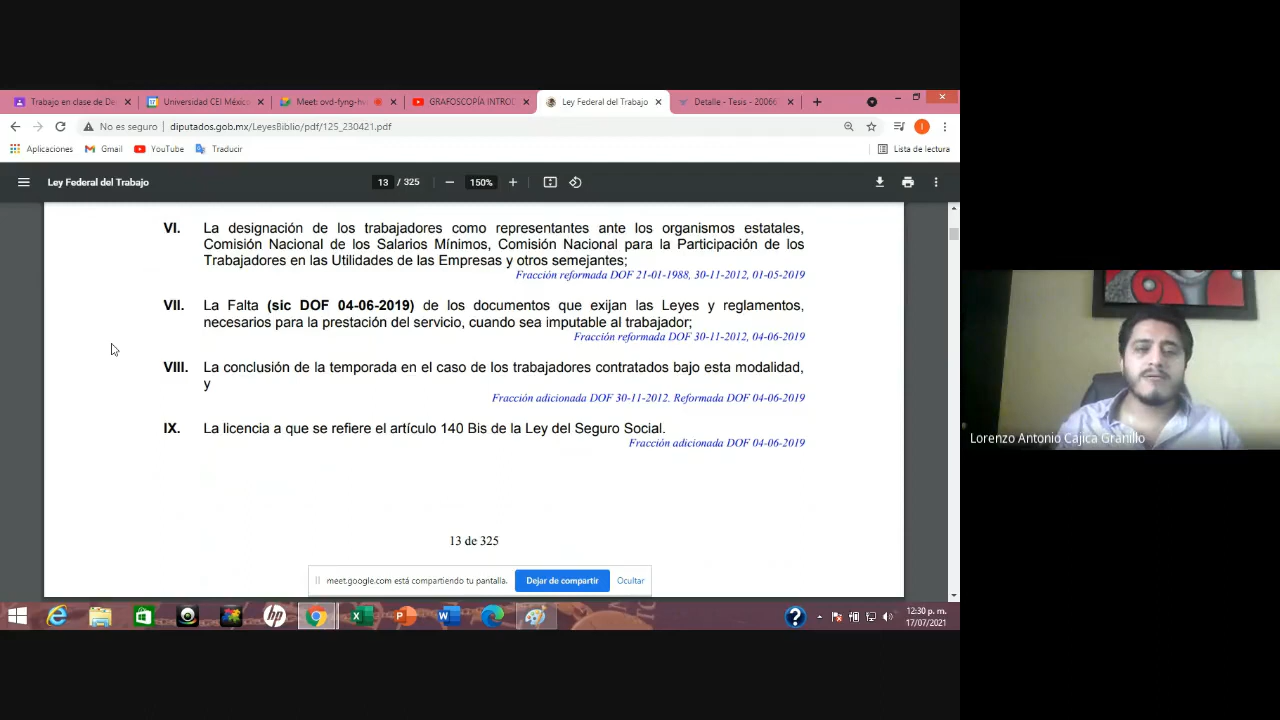 Trabajo en clase de De
Universidad CEI México
Meet: ovd-fyng-hv
GRAFOSCOPÍA INTROD
Ley Federal del Trabajo
Detalle - Tesis - 20066
No es seguro
deputados.gob.mx/LeyesBiblio/pdf/125_230421.pdf
Aplicaciones
Gmail
YouTube
Traducir
Lista de lectura
Ley Federal del Trabajo
13 / 325
150%
VI. La designación de los trabajadores como representantes ante los organismos estatales,
Comisión Nacional de los Salarios Mínimos, Comisión Nacional para la Participación de los
Trabajadores en las Utilidades de las Empresas y otros semejantes;
Fracción reformada DOF 21-01-1988, 30-11-2012, 01-05-2019
VII. La Falta (sic DOF 04-06-2019) de los documentos que exijan las Leyes y reglamentos,
necesarios para la prestación del servicio, cuando sea imputable al trabajador;
Fracción reformada DOF 30-11-2012, 04-06-2019
VIII. La conclusión de la temporada en el caso de los trabajadores contratados bajo esta modalidad,
y
Fracción adicionada DOF 30-11-2012. Reformada DOF 04-06-2019
IX. La licencia a que se refiere el artículo 140 Bis de la Ley del Seguro Social.
Fracción adicionada DOF 04-06-2019
13 de 325
meet.google.com está compartiendo tu pantalla.
Dejar de compartir
Ocultar
12:30 p. m.
17/07/2021
Lorenzo Antonio Cajica Granillo